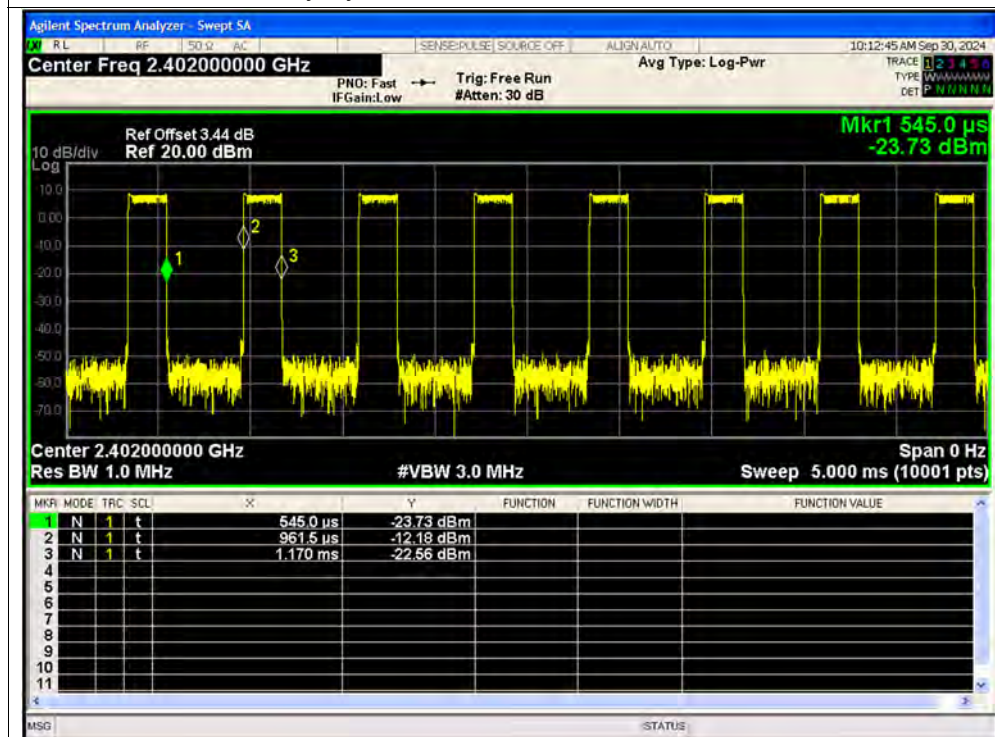 Agilent Spectrum Analyzer - Swept SA
RL RF 50 Ω AC SENSE:PULSE SOURCE OFF ALIGN AUTO 10:12:45 AM Sep 30, 2024
Center Freq 2.402000000 GHz Avg Type: Log-Pwr TRACE 1 2 3 4 5 6
PNO: Fast Trig: Free Run TYPE WWWWWW
IFGain:Low #Atten: 30 dB DET P N N N N N
Mkr1 545.0 µs
Ref Offset 3.44 dB
10 dB/div Ref 20.00 dBm -23.73 dBm
Log
10.0
0.00
-10.0
-20.0
-30.0
-40.0
-50.0
-60.0
-70.0
1
2
3
Center 2.402000000 GHz Span 0 Hz
Res BW 1.0 MHz #VBW 3.0 MHz Sweep 5.000 ms (10001 pts)
MKR MODE TRC SCL X Y FUNCTION FUNCTION WIDTH FUNCTION VALUE
1 N 1 t 545.0 µs -23.73 dBm
2 N 1 t 961.5 µs -12.18 dBm
3 N 1 t 1.170 ms -22.56 dBm
4
5
6
7
8
9
10
11
MSG STATUS